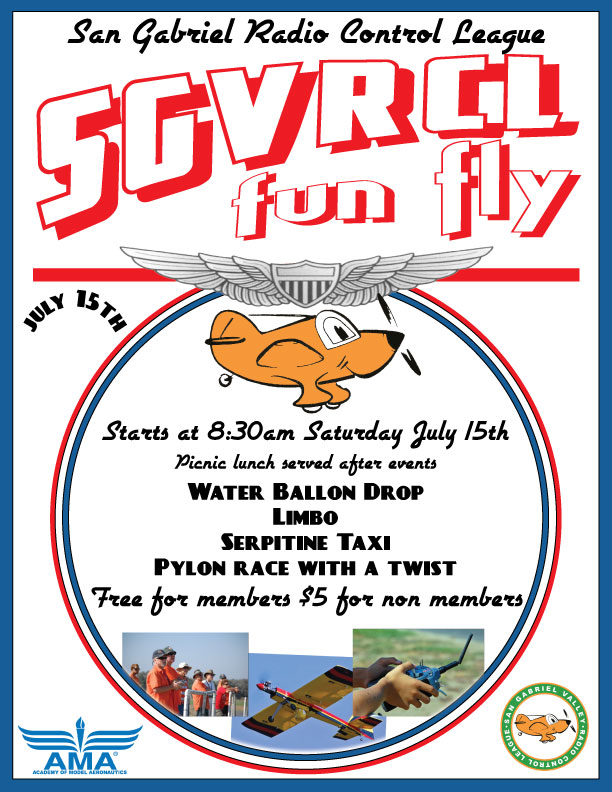 San Gabriel Radio Control League
SGVRCL
fun fly
JULY 15TH
Starts at 8:30am Saturday July 15th
Picnic lunch served after events
WATER BALLON DROP
LIMBO
SERPITINE TAXI
PYLON RACE WITH A TWIST
Free for members $5 for non members
AMA®
ACADEMY OF MODEL AERONAUTICS
SAN GABRIEL VALLEY
RADIO CONTROL LEAGUE